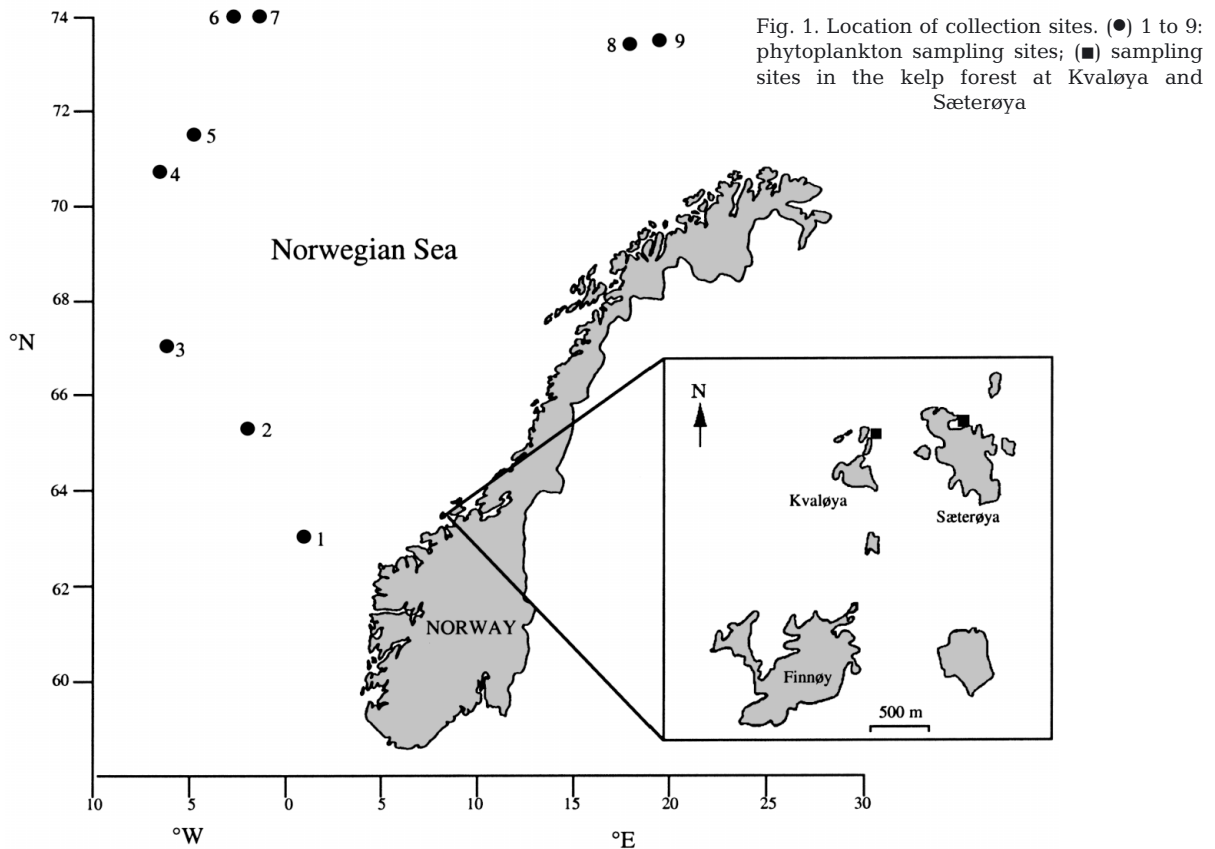 Fig. 1. Location of collection sites. (●) 1 to 9:
phytoplankton sampling sites; (■) sampling
sites in the kelp forest at Kvaløya and
Sæterøya
74
6
7
8
9
72
5
4
70
Norwegian Sea
68
°N
3
66
2
64
1
62
60
NORWAY
N
Kvaløya
Sæterøya
Finnøy
500 m
10
5
0
5
10
15
20
25
30
°W
°E